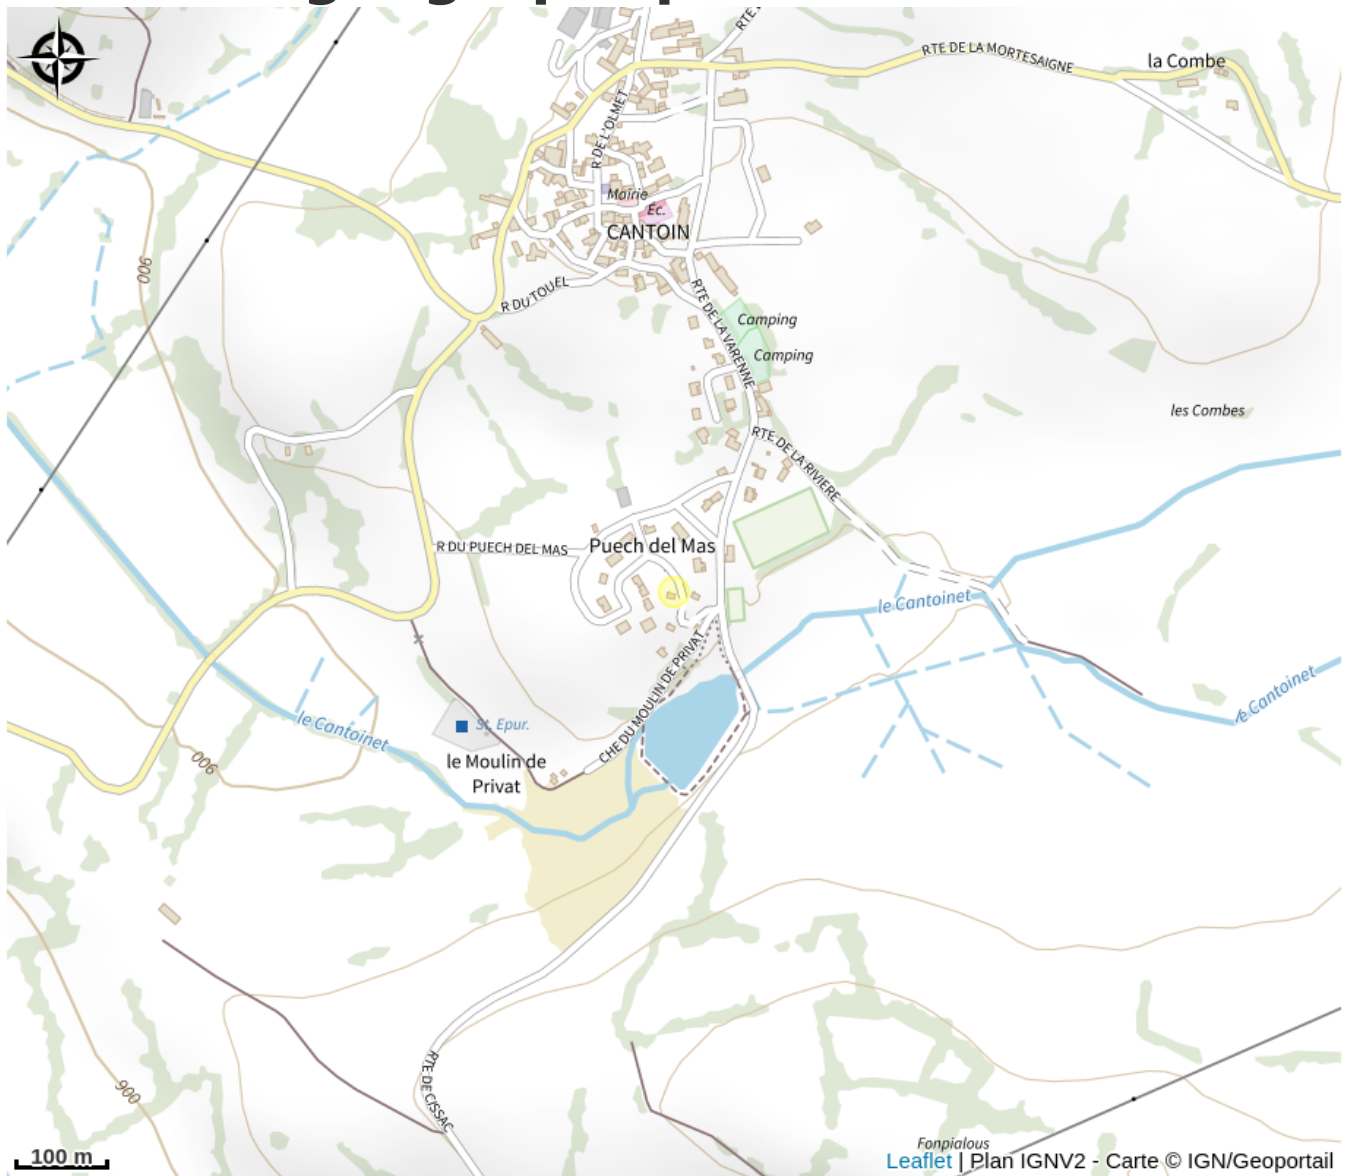 RTE
RTE DE LA MORTESAIGNE
la Combe
R DE L'OLMET
Mairie
Éc.
CANTOIN
900
R DU TOUEL
RTE DE LA VARENNE
Camping
Camping
les Combes
RTE DE LA RIVIERE
R DU PUECH DEL MAS
Puech del Mas
le Cantoinet
le Cantoinet
CHE DU MOULIN DE PRIVAT
le Cantoinet
St. Epur.
le Moulin de
Privat
900
900
RTE DE CISSAC
Fonpialous
100 m
Leaflet | Plan IGNV2 - Carte © IGN/Geoportail